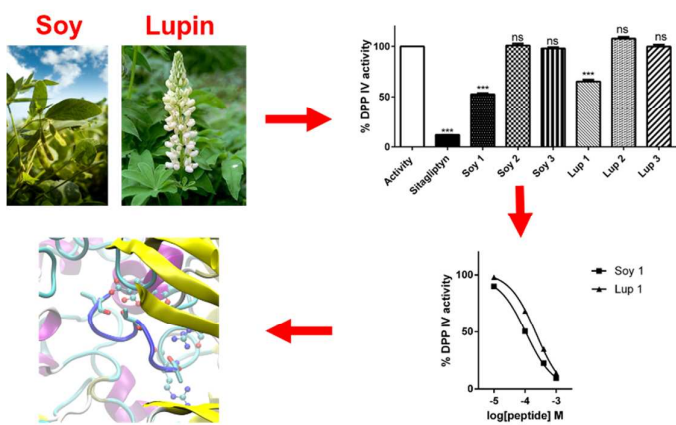 Soy
Lupin
% DPP IV activity
100
50
0
ns
ns
ns
ns
***
***
***
Activity
Sitagliptyn
Soy 1
Soy 2
Soy 3
Lup 1
Lup 2
Lup 3
% DPP IV activity
100
50
0
-5
-4
-3
log[peptide] M
Soy 1
Lup 1